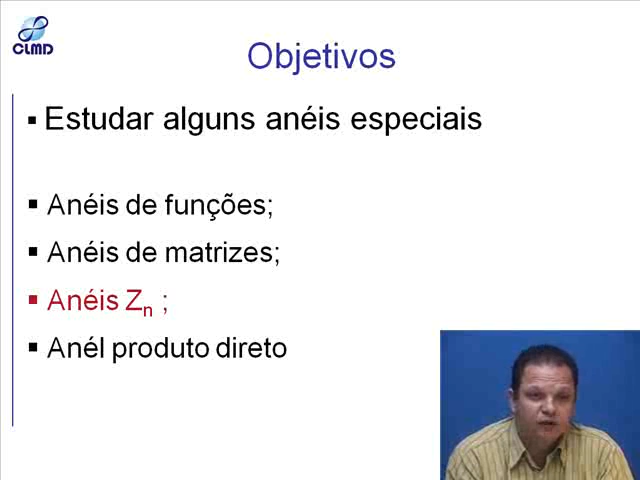 CLMD
Objetivos
▪ Estudar alguns anéis especiais
▪ Anéis de funções;
▪ Anéis de matrizes;
▪ Anéis Zn ;
▪ Anél produto direto